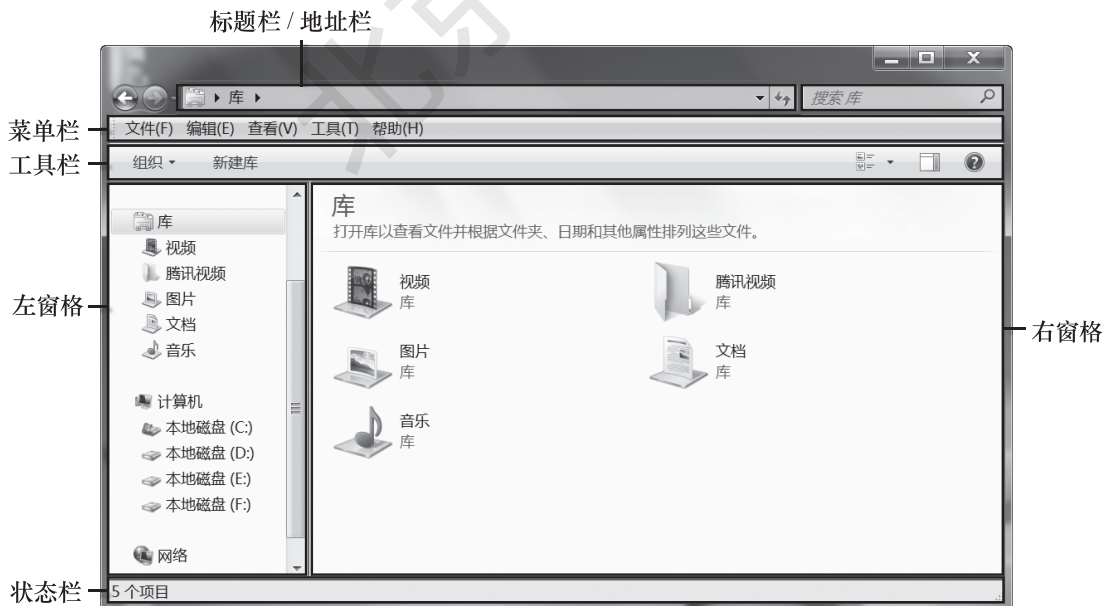 标题栏 / 地址栏
库
搜索库
菜单栏
文件(F) 编辑(E) 查看(V) 工具(T) 帮助(H)
工具栏
组织 新建库
库
视频
腾讯视频
图片
文档
音乐
计算机
本地磁盘 (C:)
本地磁盘 (D:)
本地磁盘 (E:)
本地磁盘 (F:)
网络
左窗格
库
打开库以查看文件并根据文件夹、日期和其他属性排列这些文件。
视频
库
腾讯视频
库
图片
库
文档
库
音乐
库
右窗格
状态栏
5 个项目